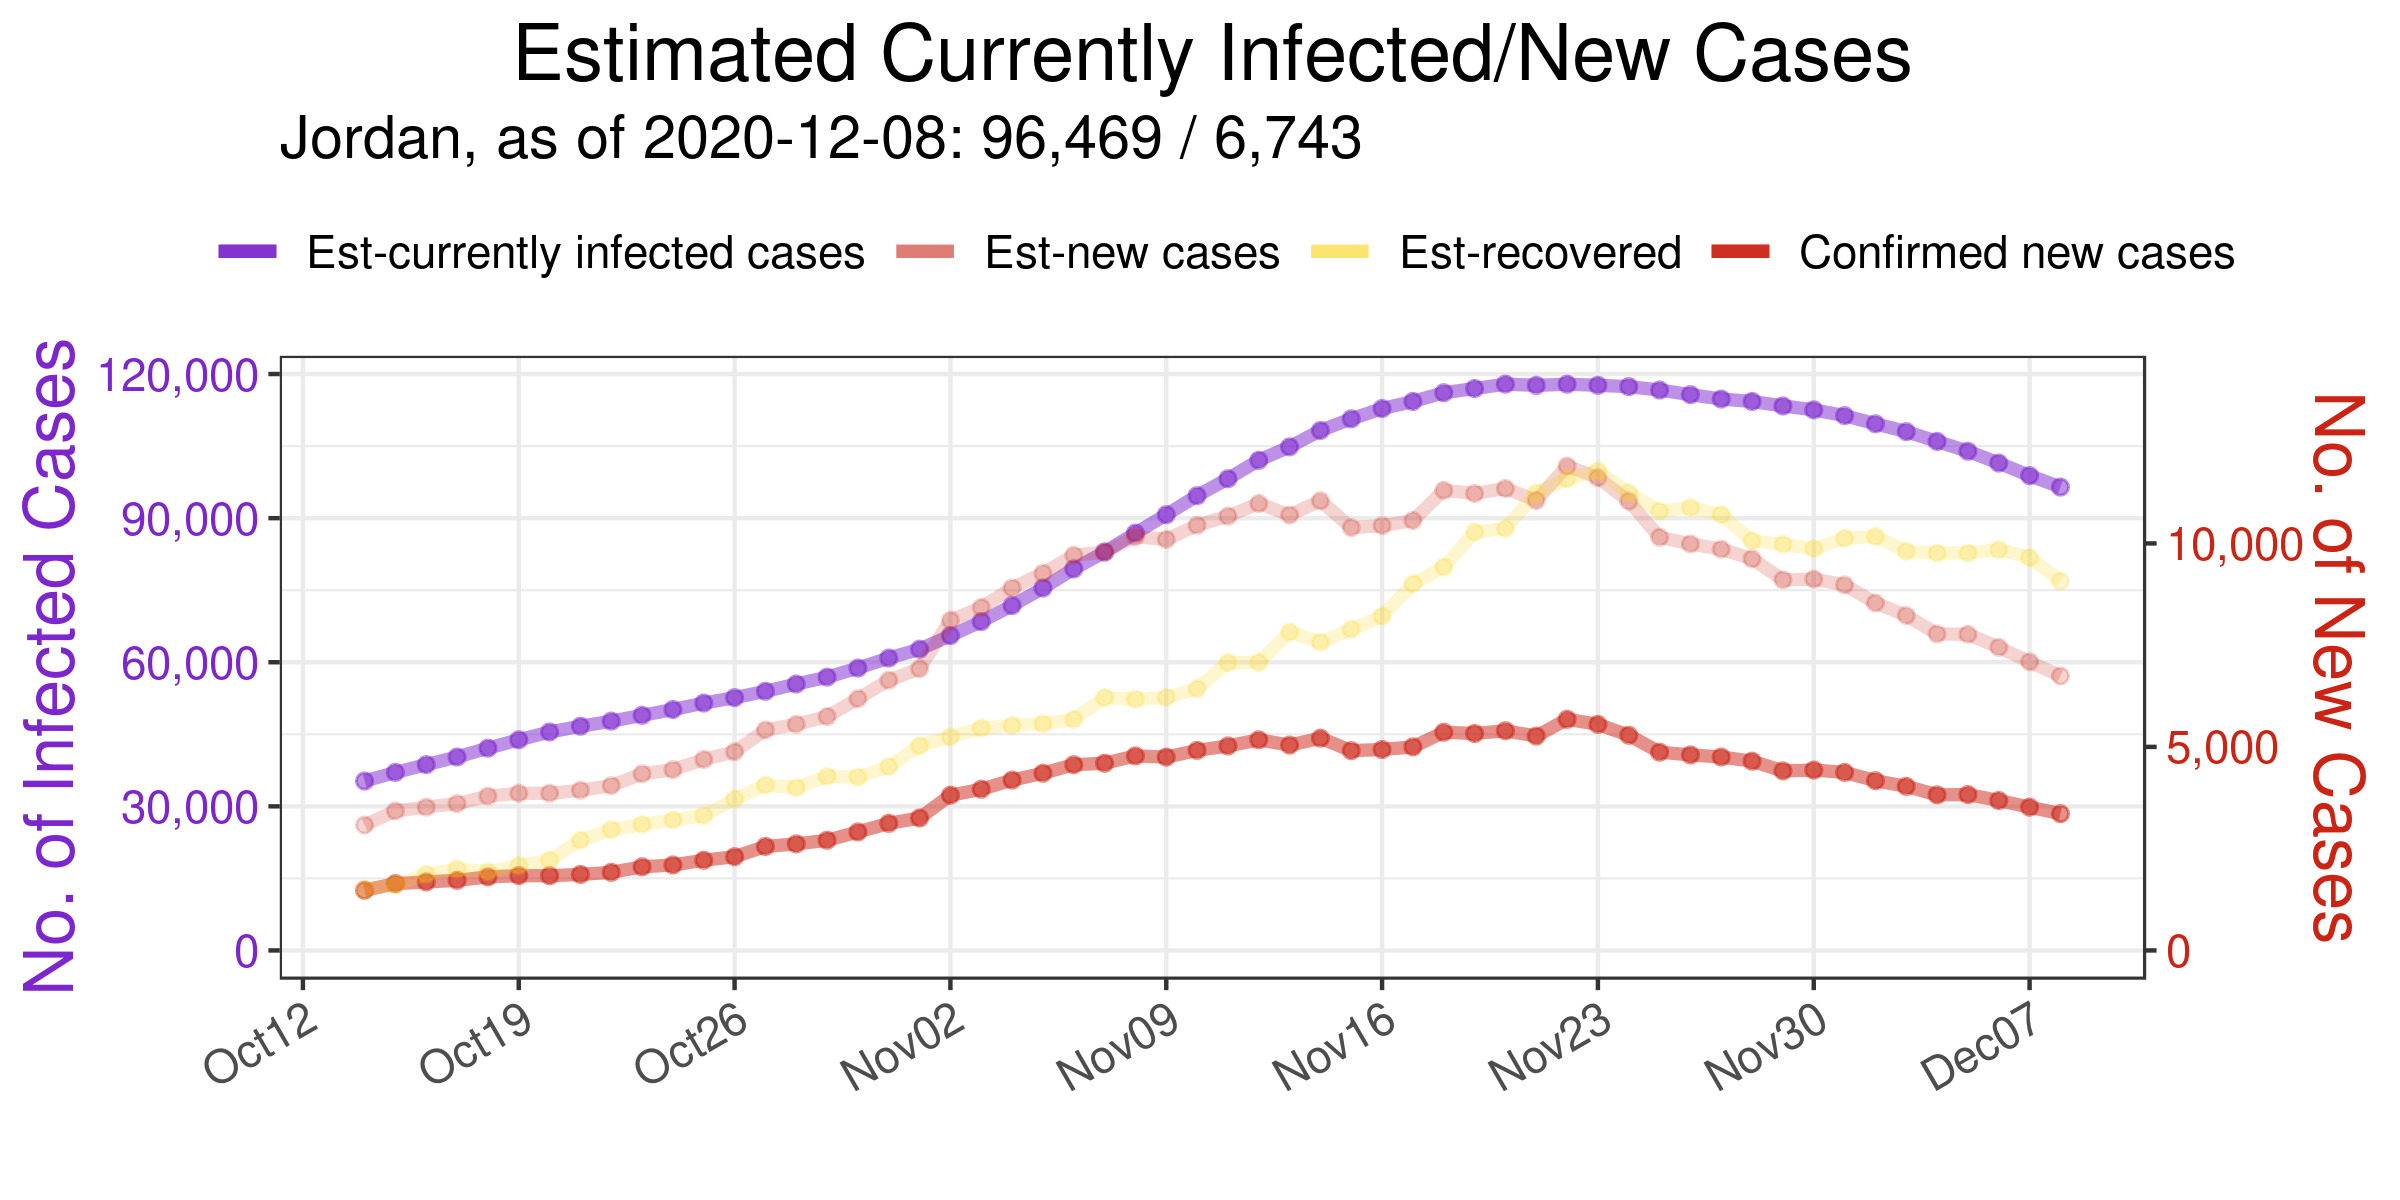 Estimated Currently Infected/New Cases
Jordan, as of 2020-12-08: 96,469 / 6,743
Est-currently infected cases Est-new cases Est-recovered Confirmed new cases
No. of Infected Cases
120,000
90,000
60,000
30,000
0
10,000
5,000
0
No. of New Cases
Oct12 Oct19 Oct26 Nov02 Nov09 Nov16 Nov23 Nov30 Dec07